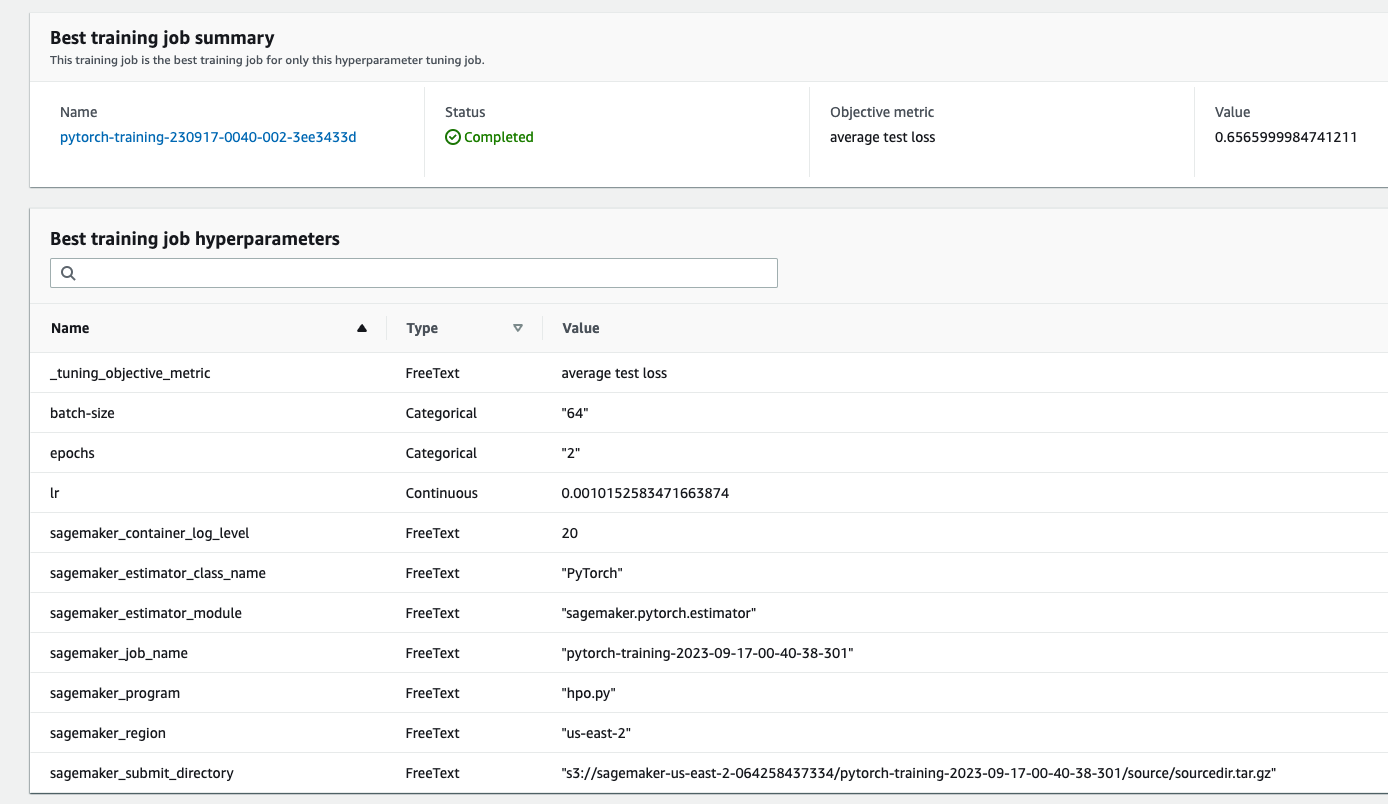 Best training job summary
This training job is the best training job for only this hyperparameter tuning job.
Name Status Objective metric Value
pytorch-training-230917-0040-002-3ee3433d Completed average test loss 0.6565999984741211
Best training job hyperparameters
Name Type Value
_tuning_objective_metric FreeText average test loss
batch-size Categorical "64"
epochs Categorical "2"
lr Continuous 0.0010152583471663874
sagemaker_container_log_level FreeText 20
sagemaker_estimator_class_name FreeText "PyTorch"
sagemaker_estimator_module FreeText "sagemaker.pytorch.estimator"
sagemaker_job_name FreeText "pytorch-training-2023-09-17-00-40-38-301"
sagemaker_program FreeText "hpo.py"
sagemaker_region FreeText "us-east-2"
sagemaker_submit_directory FreeText "s3://sagemaker-us-east-2-064258437334/pytorch-training-2023-09-17-00-40-38-301/source/sourcedir.tar.gz"